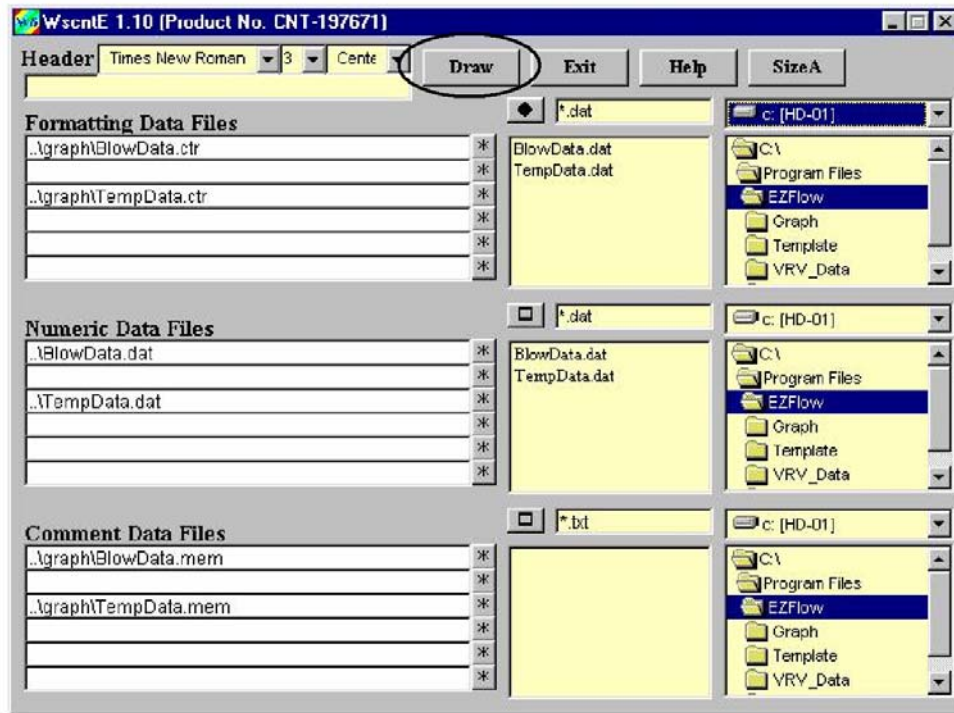 WscntE 1.10 (Product No. CNT-197671)
Header Times New Roman 3 Cente Draw Exit Help SizeA
Formatting Data Files
*.dat
c: [HD-01]
..\graph\BlowData.ctr *
*
..\graph\TempData.ctr *
*
*
*
BlowData.dat
TempData.dat
C:\
Program Files
EZFlow
Graph
Template
VRV_Data
Numeric Data Files
*.dat
c: [HD-01]
..\BlowData.dat *
*
..\TempData.dat *
*
*
*
BlowData.dat
TempData.dat
C:\
Program Files
EZFlow
Graph
Template
VRV_Data
Comment Data Files
*.txt
c: [HD-01]
..\graph\BlowData.mem *
*
..\graph\TempData.mem *
*
*
*
C:\
Program Files
EZFlow
Graph
Template
VRV_Data